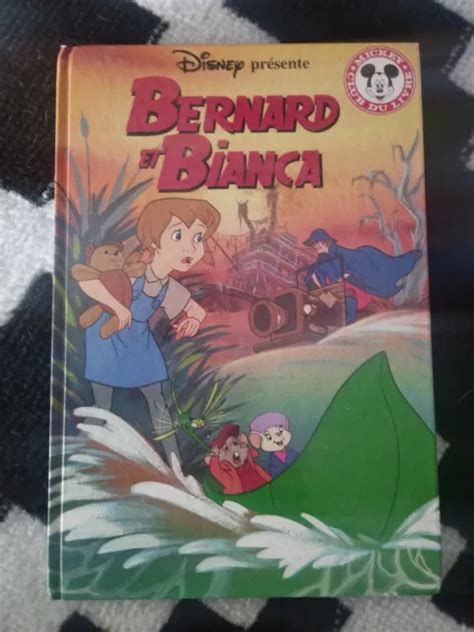 Disney présente
MICKEY
CLUB DU LIVRE
BERNARD
ET BIANCA